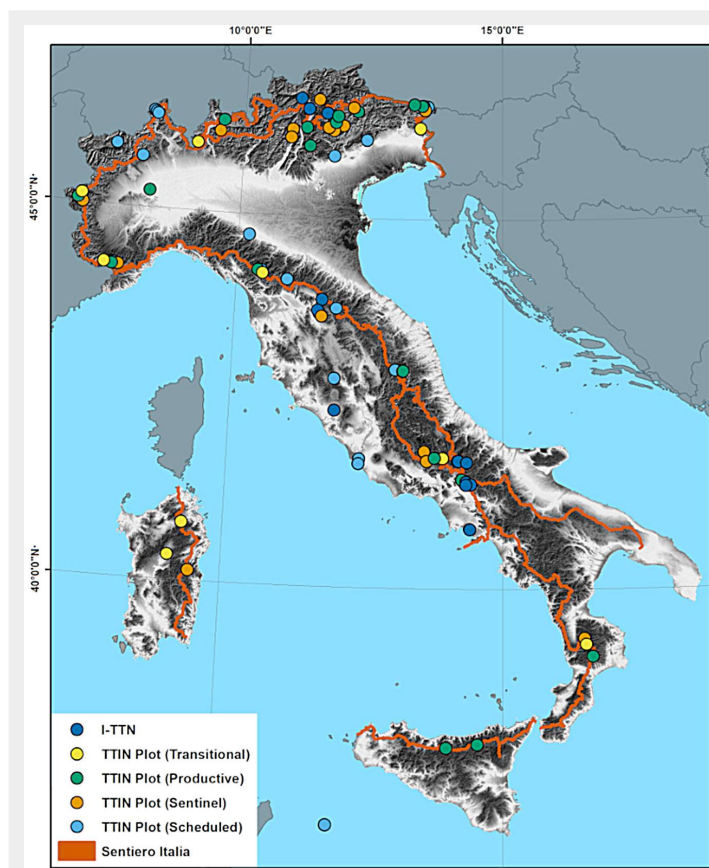 10°0'0"E
15°0'0"E
45°0'0"N
40°0'0"N
I-TTN
TTIN Plot (Transitional)
TTIN Plot (Productive)
TTIN Plot (Sentinel)
TTIN Plot (Scheduled)
Sentiero Italia